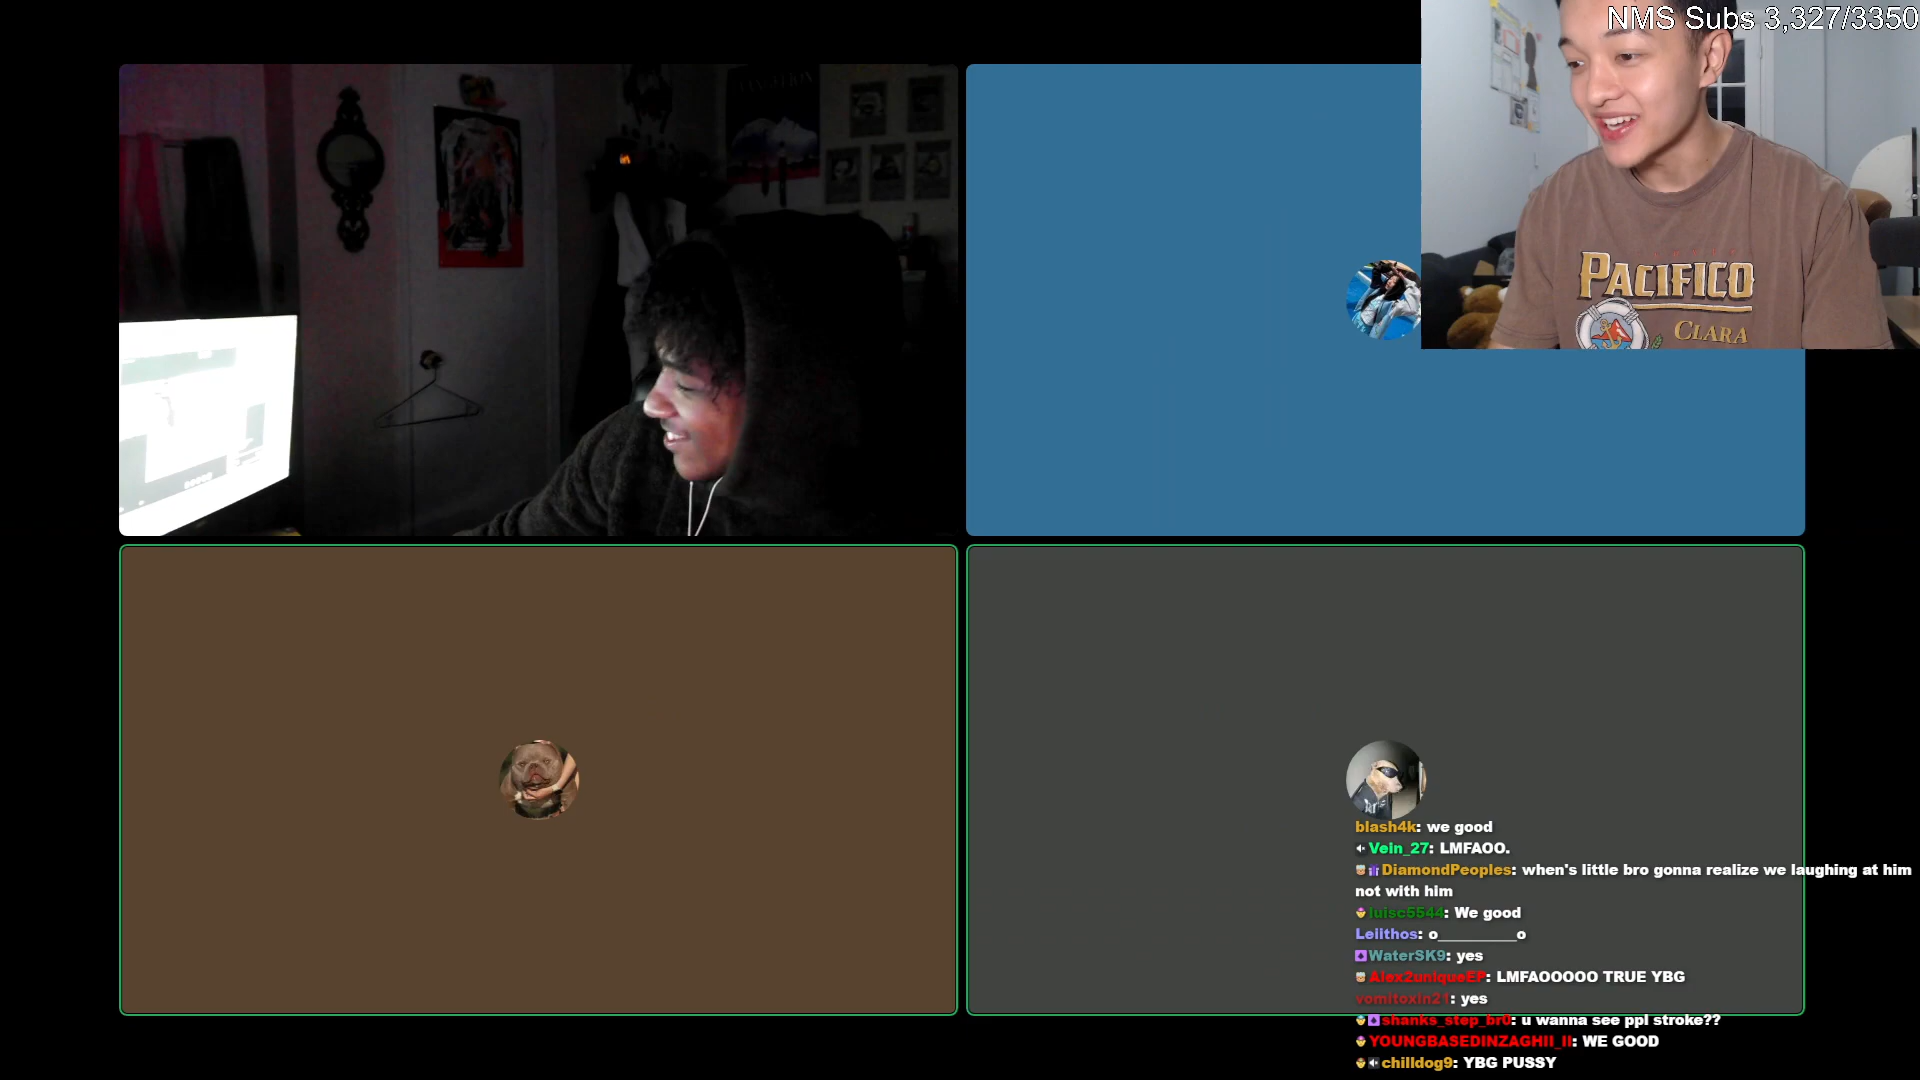 NMS Subs 3,327/3350
PACIFICO
CLARA
blash4k: we good
Vein_27: LMFAOO.
DiamondPeoples: when's little bro gonna realize we laughing at him
not with him
luisc5544: We good
Leiithos: o__________o
WaterSK9: yes
Alex2uniqueEP: LMFAOOOOO TRUE YBG
vomitoxin21: yes
shanks_step_br0: u wanna see ppl stroke??
YOUNGBASEDINZAGHII_II: WE GOOD
chilldog9: YBG PUSSY